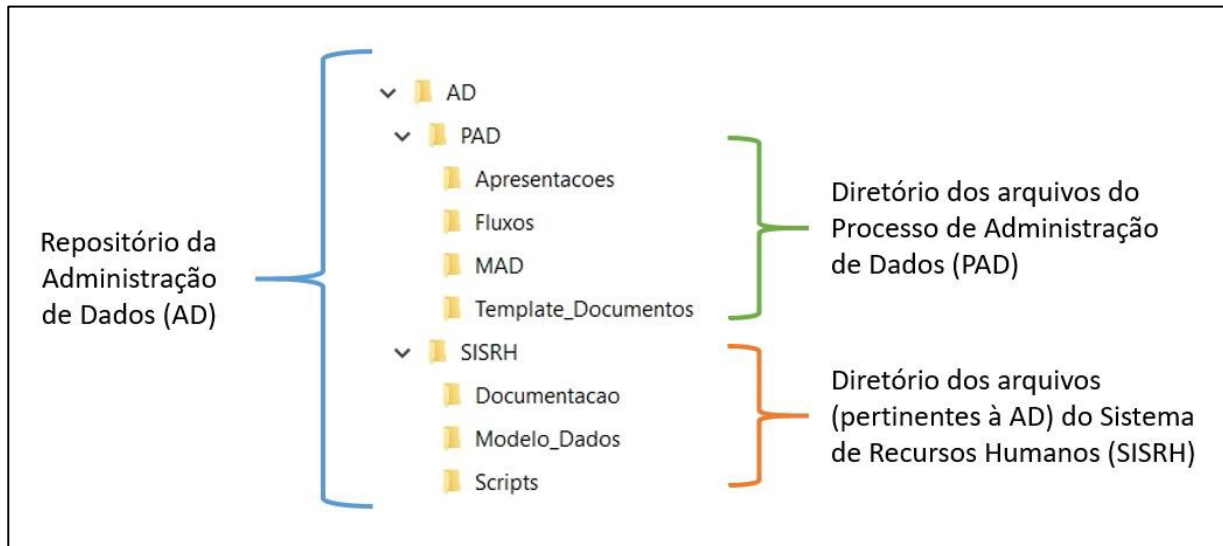 Repositório da
Administração
de Dados (AD)
AD
PAD
Apresentacoes
Fluxos
MAD
Template_Documentos
SISRH
Documentacao
Modelo_Dados
Scripts
Diretório dos arquivos do
Processo de Administração
de Dados (PAD)
Diretório dos arquivos
(pertinentes à AD) do Sistema
de Recursos Humanos (SISRH)